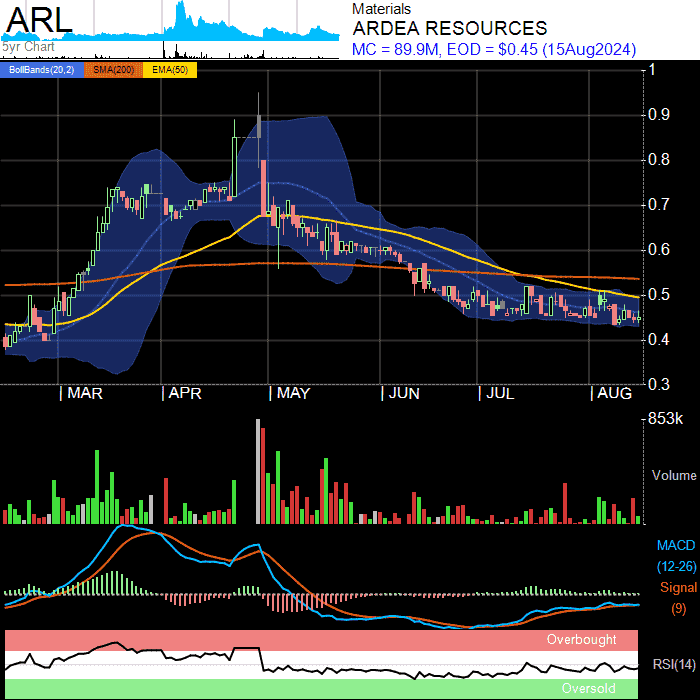 ARL
5yr Chart
Materials
ARDEA RESOURCES
MC = 89.9M, EOD = $0.45 (15Aug2024)
BollBands(20,2) SMA(200) EMA(50)
1
0.9
0.8
0.7
0.6
0.5
0.4
0.3
MAR APR MAY JUN JUL AUG
853k
Volume
MACD
(12-26)
Signal
(9)
Overbought
RSI(14)
Oversold